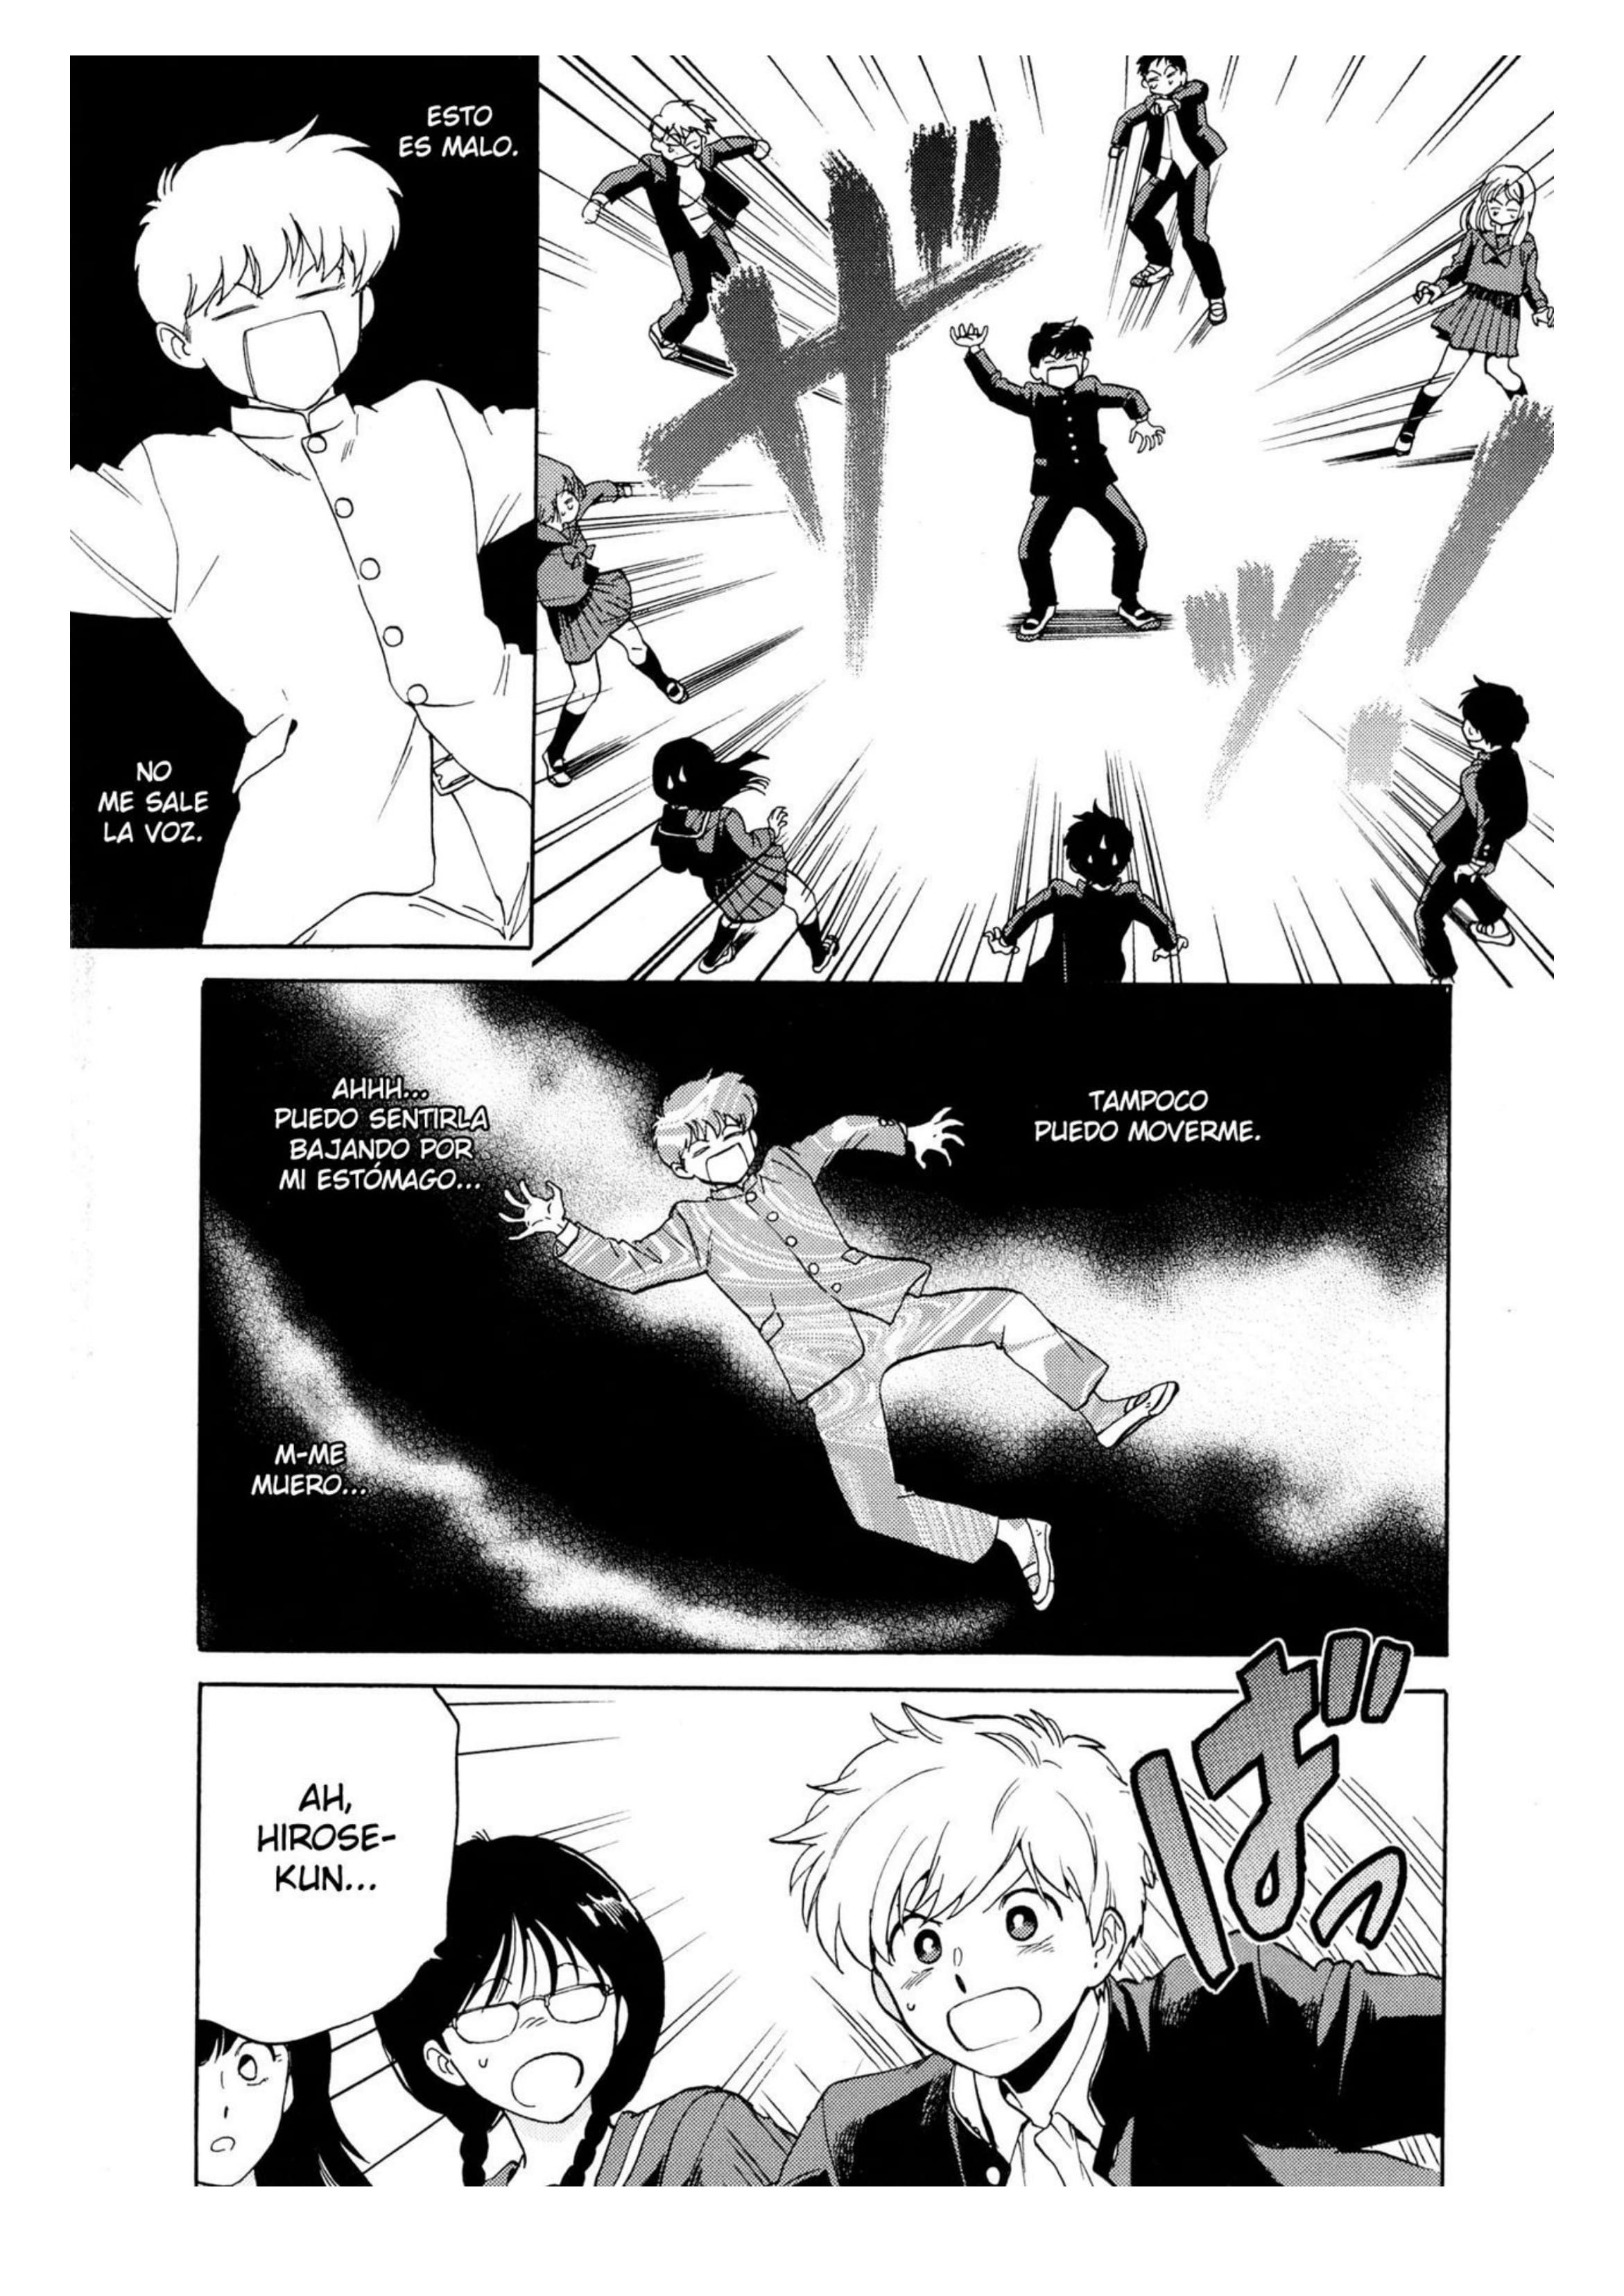 ザッ!
ESTO
ES MALO.
NO
ME SALE
LA VOZ.
TAMPOCO
PUEDO MOVERME.
AHHH...
PUEDO SENTIRLA
BAJANDO POR
MI ESTÓMAGO...
M-ME
MUERO...
ばっ
AH,
HIROSE-
KUN...